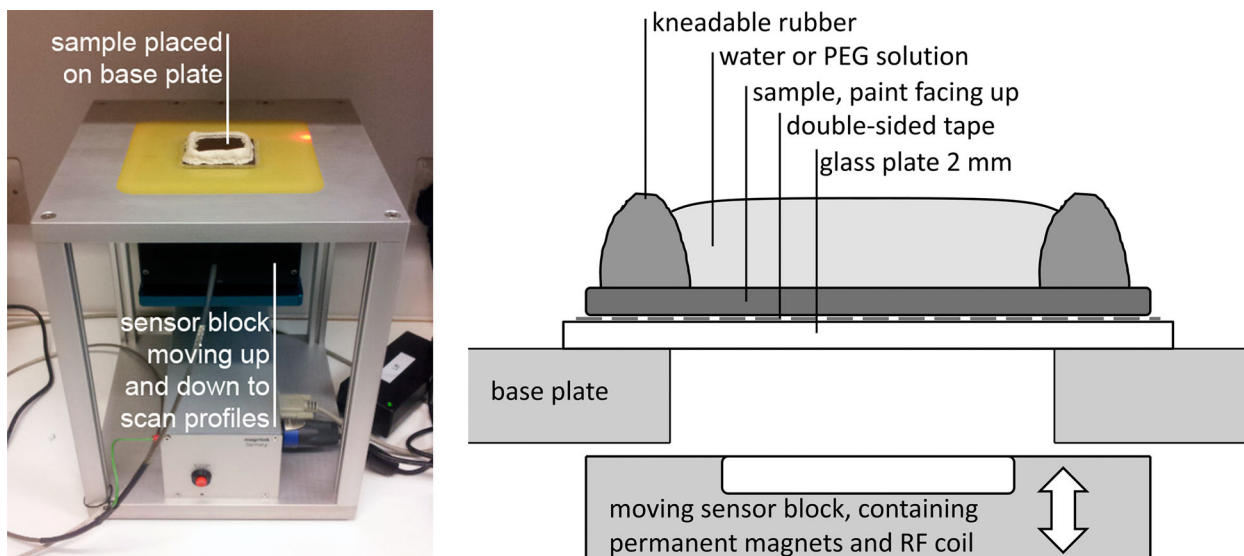 sample placed
on base plate
sensor block
moving up
and down to
scan profiles
kneadable rubber
water or PEG solution
sample, paint facing up
double-sided tape
glass plate 2 mm
base plate
moving sensor block, containing
permanent magnets and RF coil